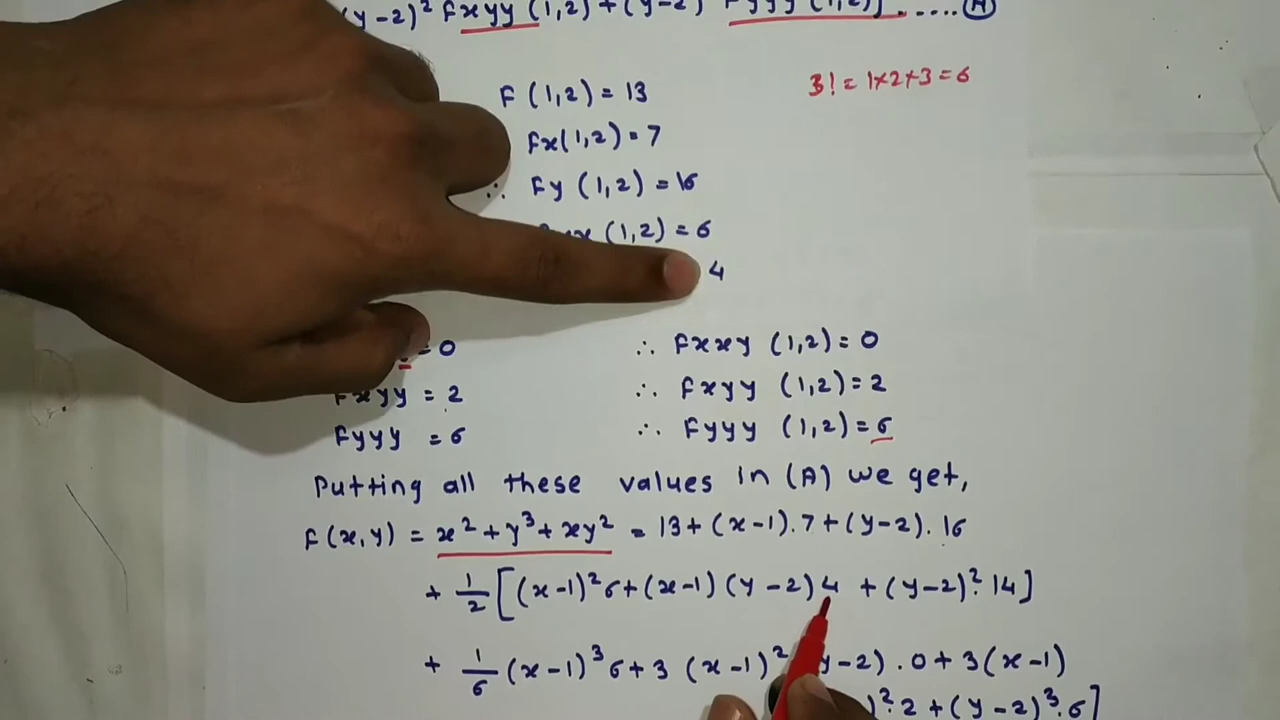 (y-2)² Fxyy (1,2) + (y-2) Fyyy (1,2)] .....(A)
F (1,2) = 13
3! = 1×2×3 = 6
Fx(1,2) = 7
∴ Fy (1,2) = 16
(1,2) = 6
4
= 0 ∴ Fxxy (1,2) = 0
Fxyy = 2 ∴ Fxyy (1,2) = 2
Fyyy = 6 ∴ Fyyy (1,2) = 6
Putting all these values in (A) we get,
F(x,y) = x² + y³ + xy² = 13 + (x-1).7 + (y-2).16
+ 1/2 [(x-1)² 6 + (x-1) (y-2) 4 + (y-2)². 14]
+ 1/6 (x-1)³ 6 + 3 (x-1)² (y-2) . 0 + 3(x-1)
)². 2 + (y-2)³. 6]